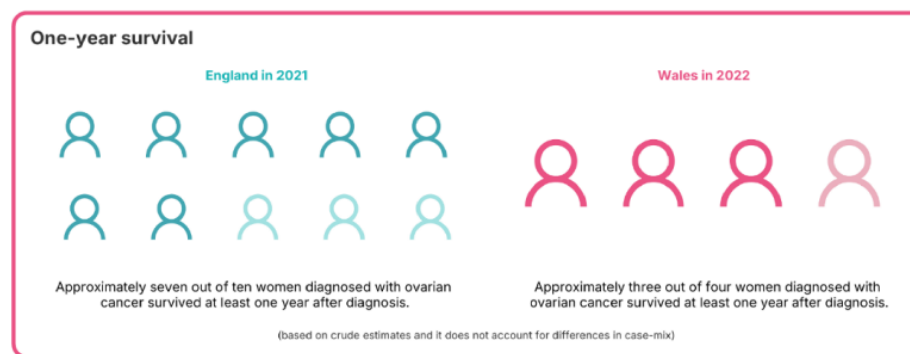 One-year survival
England in 2021
Wales in 2022
Approximately seven out of ten women diagnosed with ovarian
cancer survived at least one year after diagnosis.
Approximately three out of four women diagnosed with
ovarian cancer survived at least one year after diagnosis.
(based on crude estimates and it does not account for differences in case-mix)